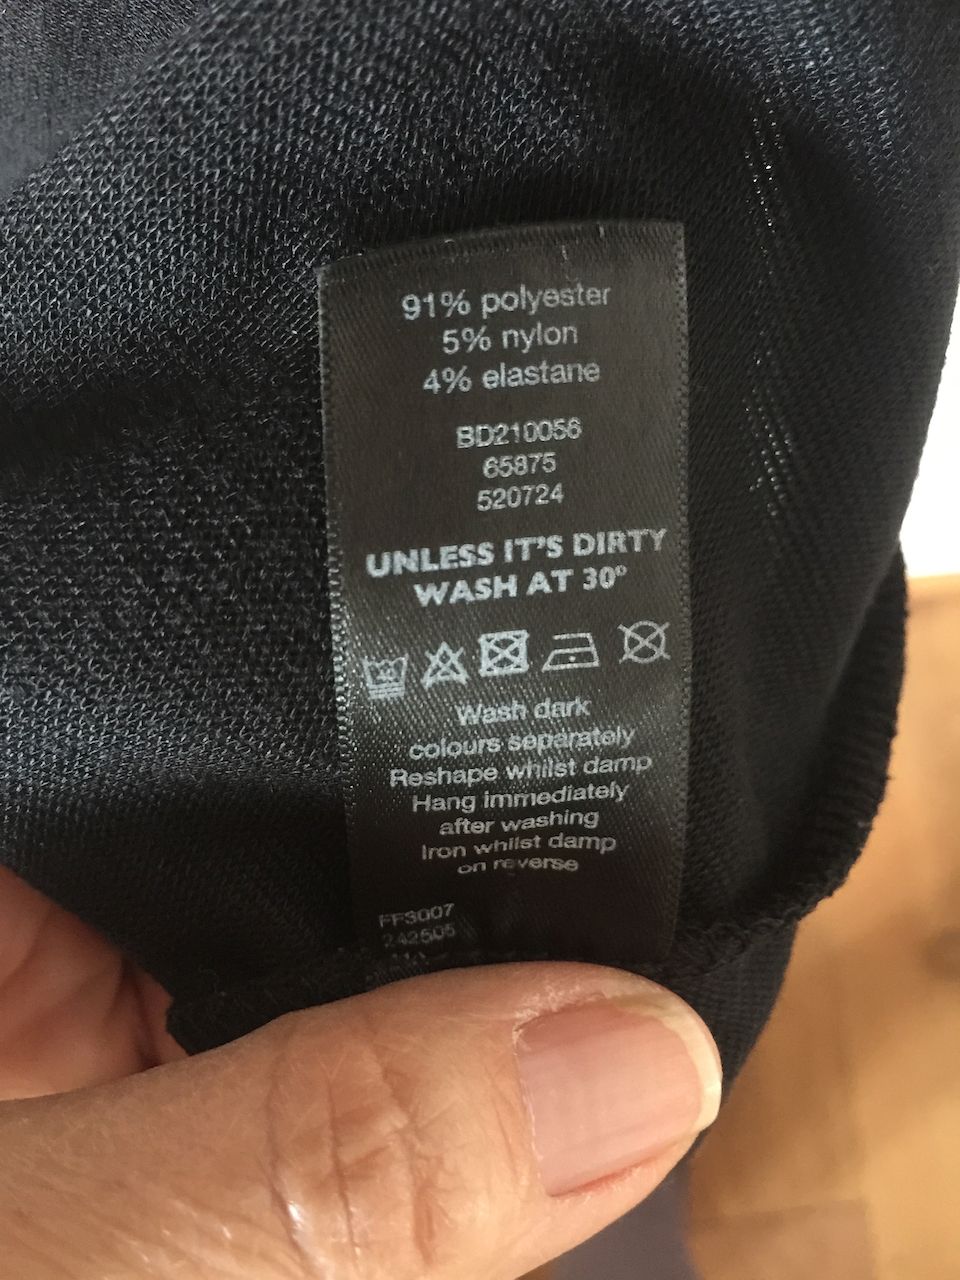 91% polyester
5% nylon
4% elastane
BD210056
65875
520724
UNLESS IT'S DIRTY
WASH AT 30°
Wash dark
colours separately
Reshape whilst damp
Hang immediately
after washing
Iron whilst damp
on reverse
FF3007
242505